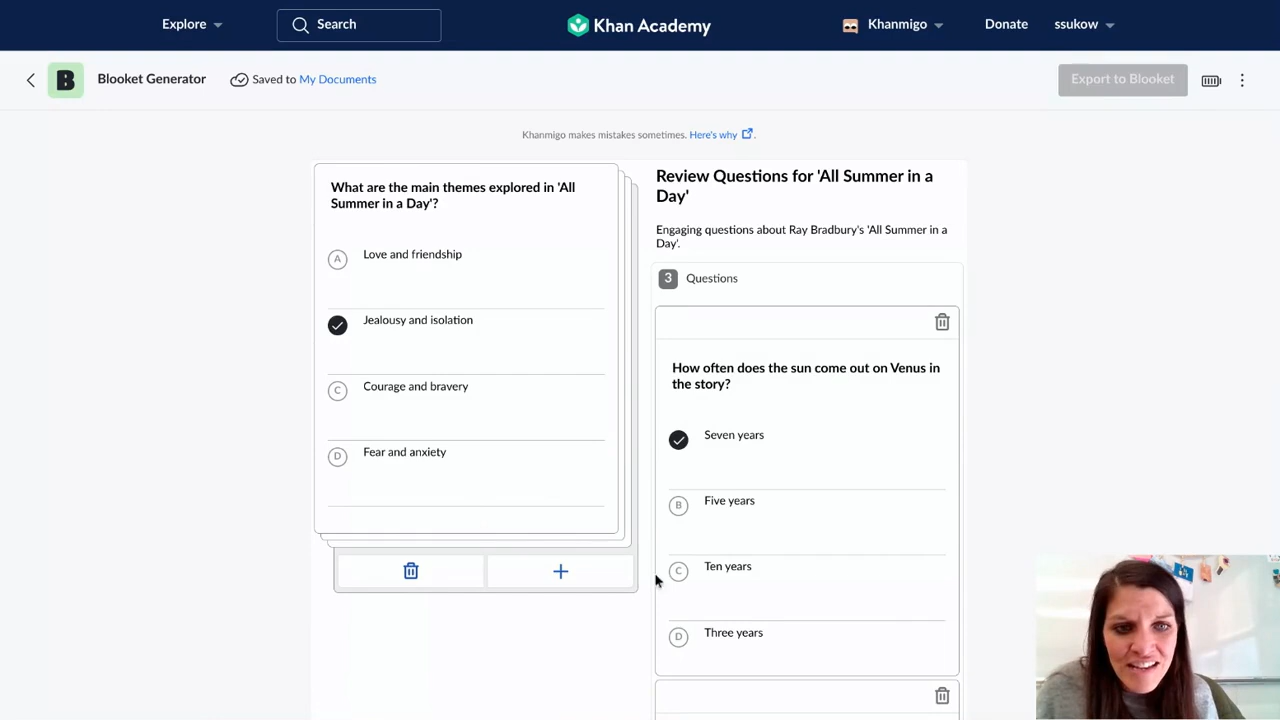 Explore
Search
Khan Academy
Khanmigo
Donate
ssukow
B
Blooket Generator
Saved to My Documents
Export to Blooket
Khanmigo makes mistakes sometimes. Here's why .
What are the main themes explored in 'All
Summer in a Day'?
A Love and friendship
Jealousy and isolation
C Courage and bravery
D Fear and anxiety
Review Questions for 'All Summer in a
Day'
Engaging questions about Ray Bradbury's 'All Summer in a
Day'.
3 Questions
How often does the sun come out on Venus in
the story?
Seven years
B Five years
C Ten years
D Three years